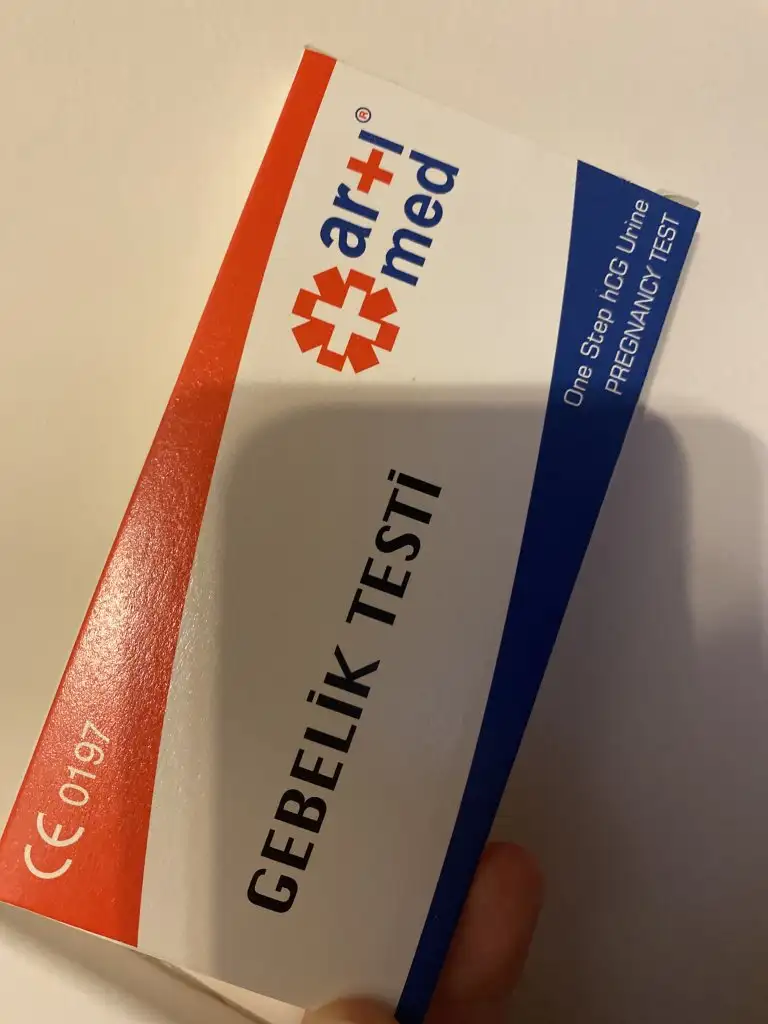 ar+ı
med®
GEBELİK TESTİ
One Step hCG Urine
PREGNANCY TEST
CE 0197